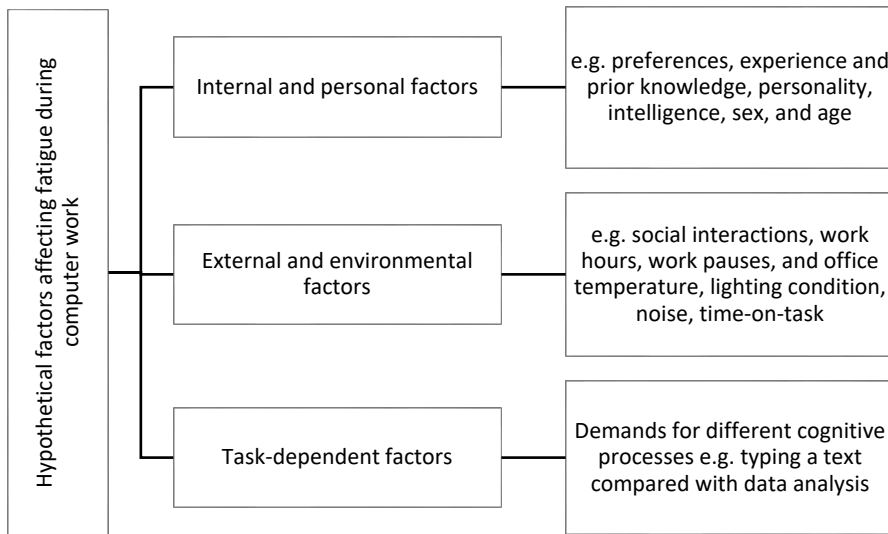 Hypothetical factors affecting fatigue during
computer work
Internal and personal factors
e.g. preferences, experience and
prior knowledge, personality,
intelligence, sex, and age
External and environmental
factors
e.g. social interactions, work
hours, work pauses, and office
temperature, lighting condition,
noise, time-on-task
Task-dependent factors
Demands for different cognitive
processes e.g. typing a text
compared with data analysis